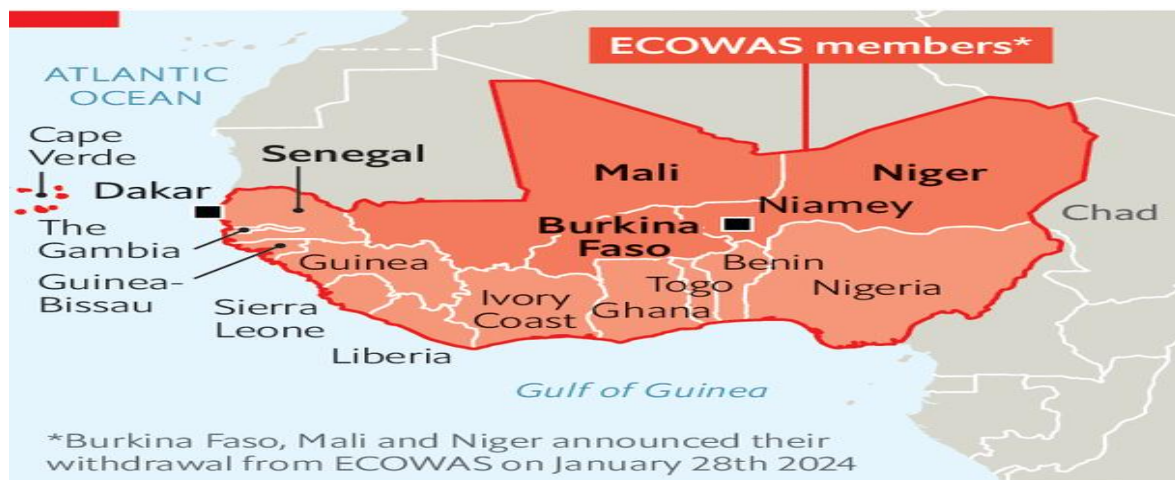 ECOWAS members*
ATLANTIC
OCEAN
Cape
Verde
Senegal
Dakar
Mali
Niger
The
Gambia
Burkina
Faso
Niamey
Chad
Guinea-
Bissau
Guinea
Benin
Togo
Nigeria
Sierra
Leone
Ivory
Coast
Ghana
Liberia
Gulf of Guinea
*Burkina Faso, Mali and Niger announced their
withdrawal from ECOWAS on January 28th 2024